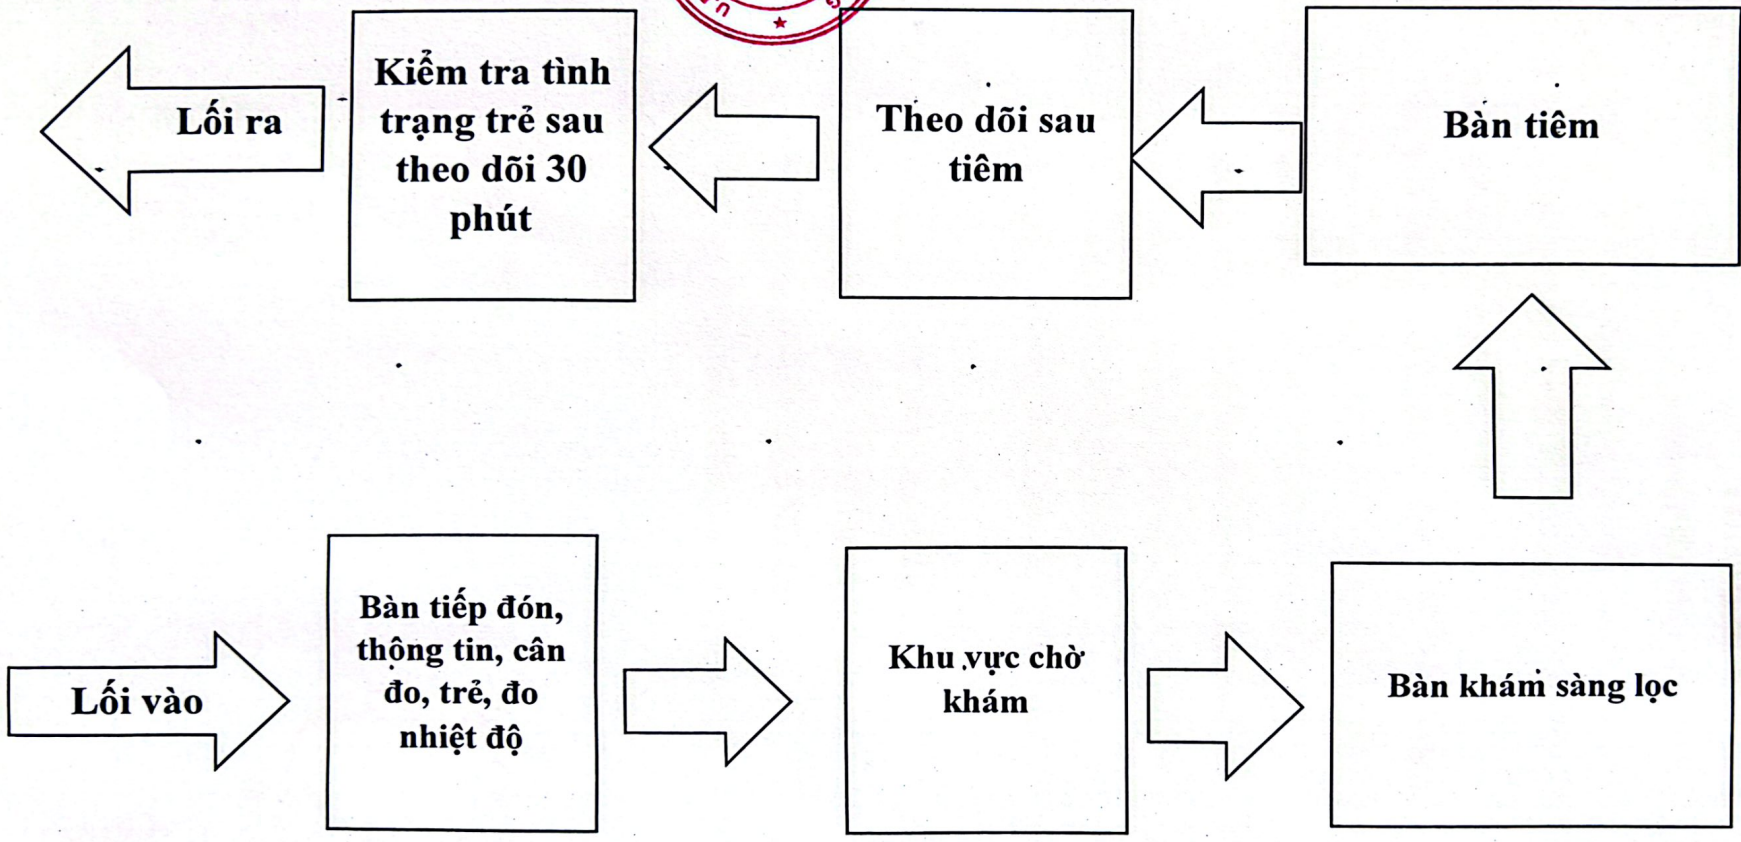 Kiểm tra tình
trạng trẻ sau
theo dõi 30
phút
Lối ra
Theo dõi sau
tiêm
Bàn tiêm
Bàn tiếp đón,
thông tin, cân
đo, trẻ, đo
nhiệt độ
Lối vào
Khu vực chờ
khám
Bàn khám sàng lọc